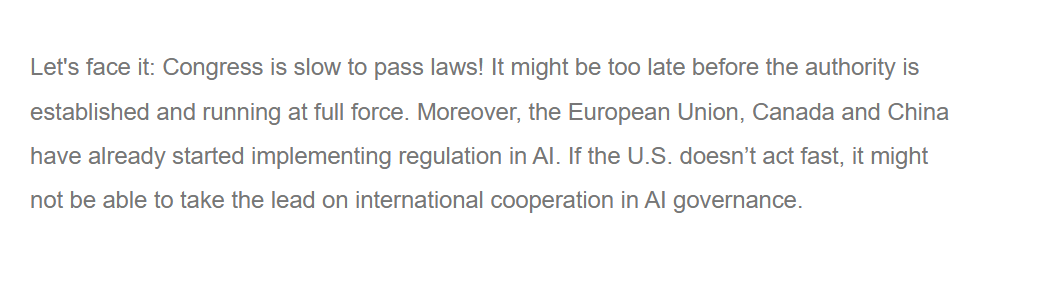 Let's face it: Congress is slow to pass laws! It might be too late before the authority is
established and running at full force. Moreover, the European Union, Canada and China
have already started implementing regulation in AI. If the U.S. doesn’t act fast, it might
not be able to take the lead on international cooperation in AI governance.